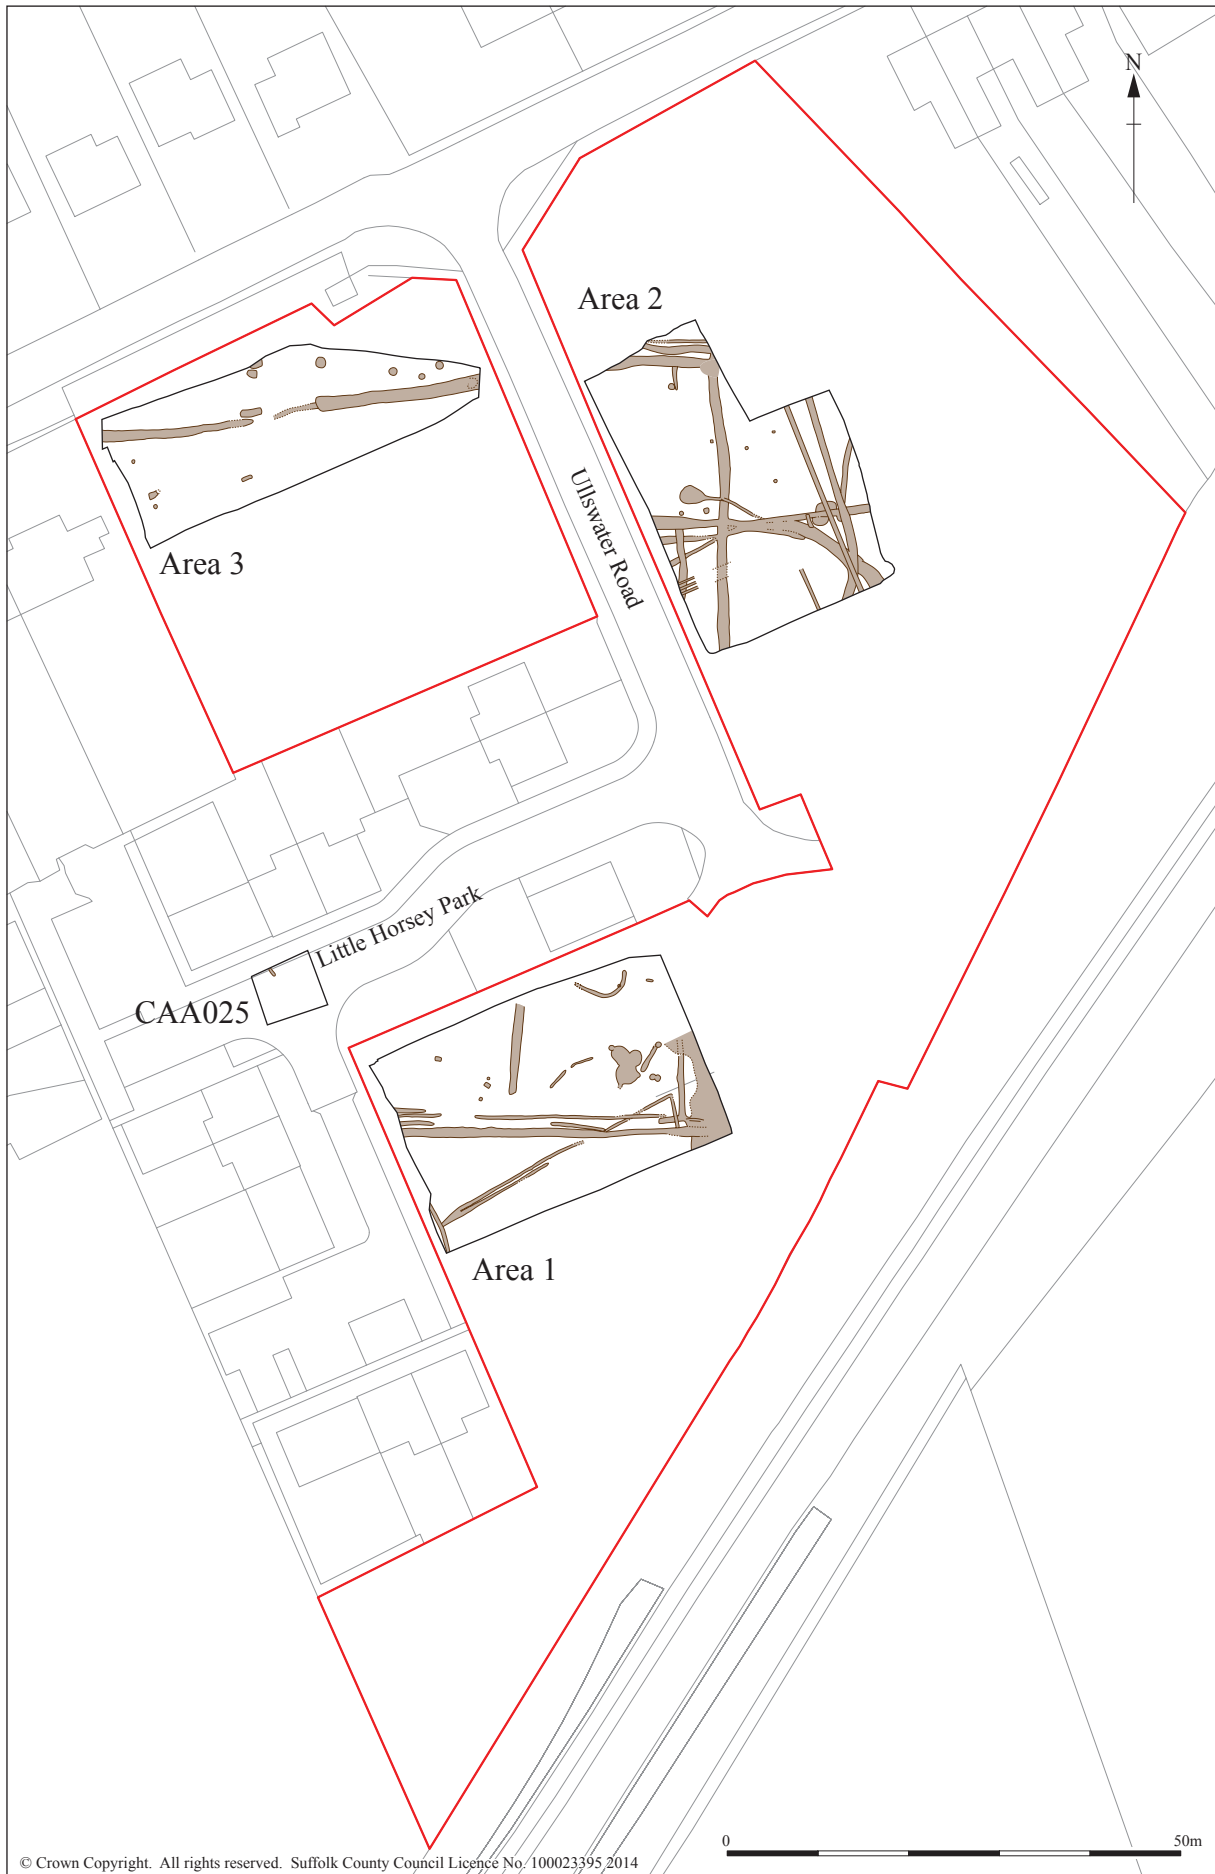 N
Area 2
Area 3
Ullswater Road
Little Horsey Park
CAA025
Area 1
0 50m
© Crown Copyright. All rights reserved. Suffolk County Council Licence No. 100023395 2014